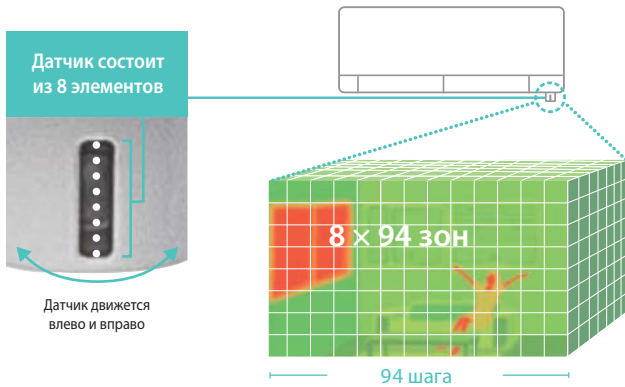 Датчик состоит
из 8 элементов
8 × 94 зон
Датчик движется
влево и вправо
94 шага